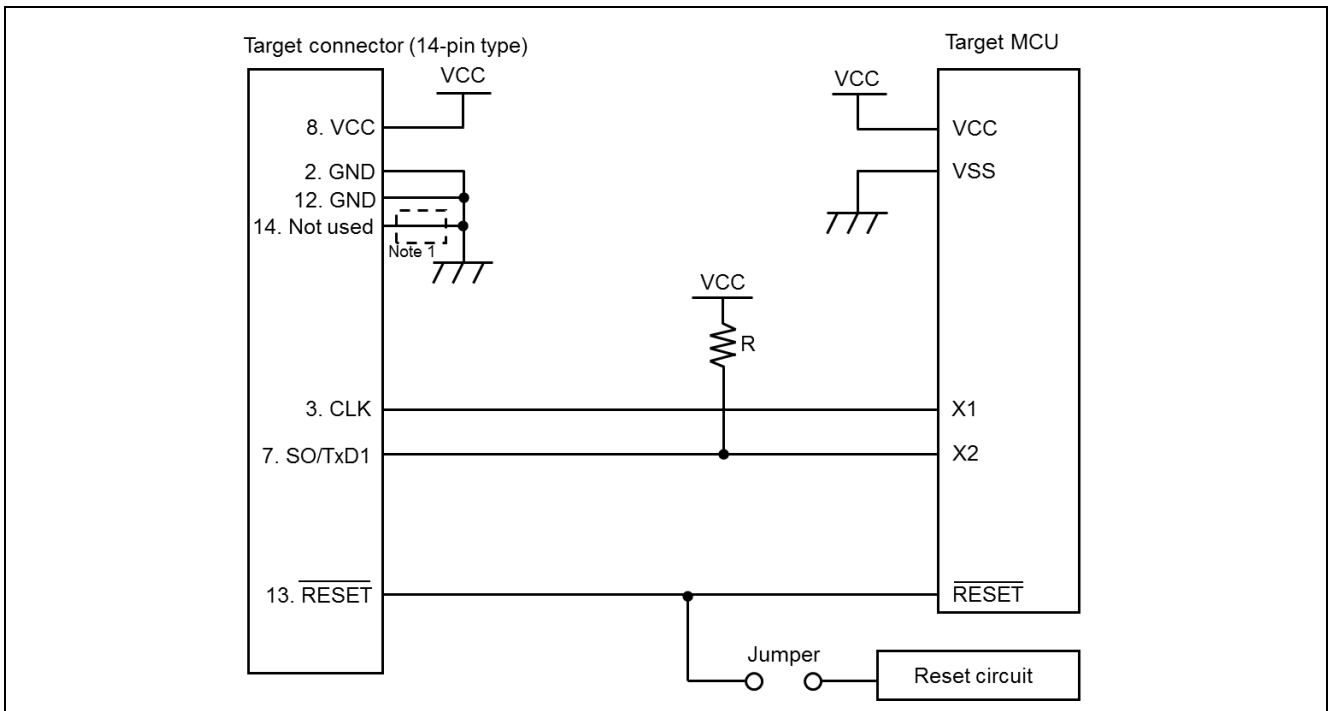 Target connector (14-pin type)
Target MCU
VCC
VCC
8. VCC
VCC
2. GND
VSS
12. GND
14. Not used
Note 1
VCC
R
3. CLK
X1
7. SO/TxD1
X2
13. RESET
RESET
Jumper
Reset circuit